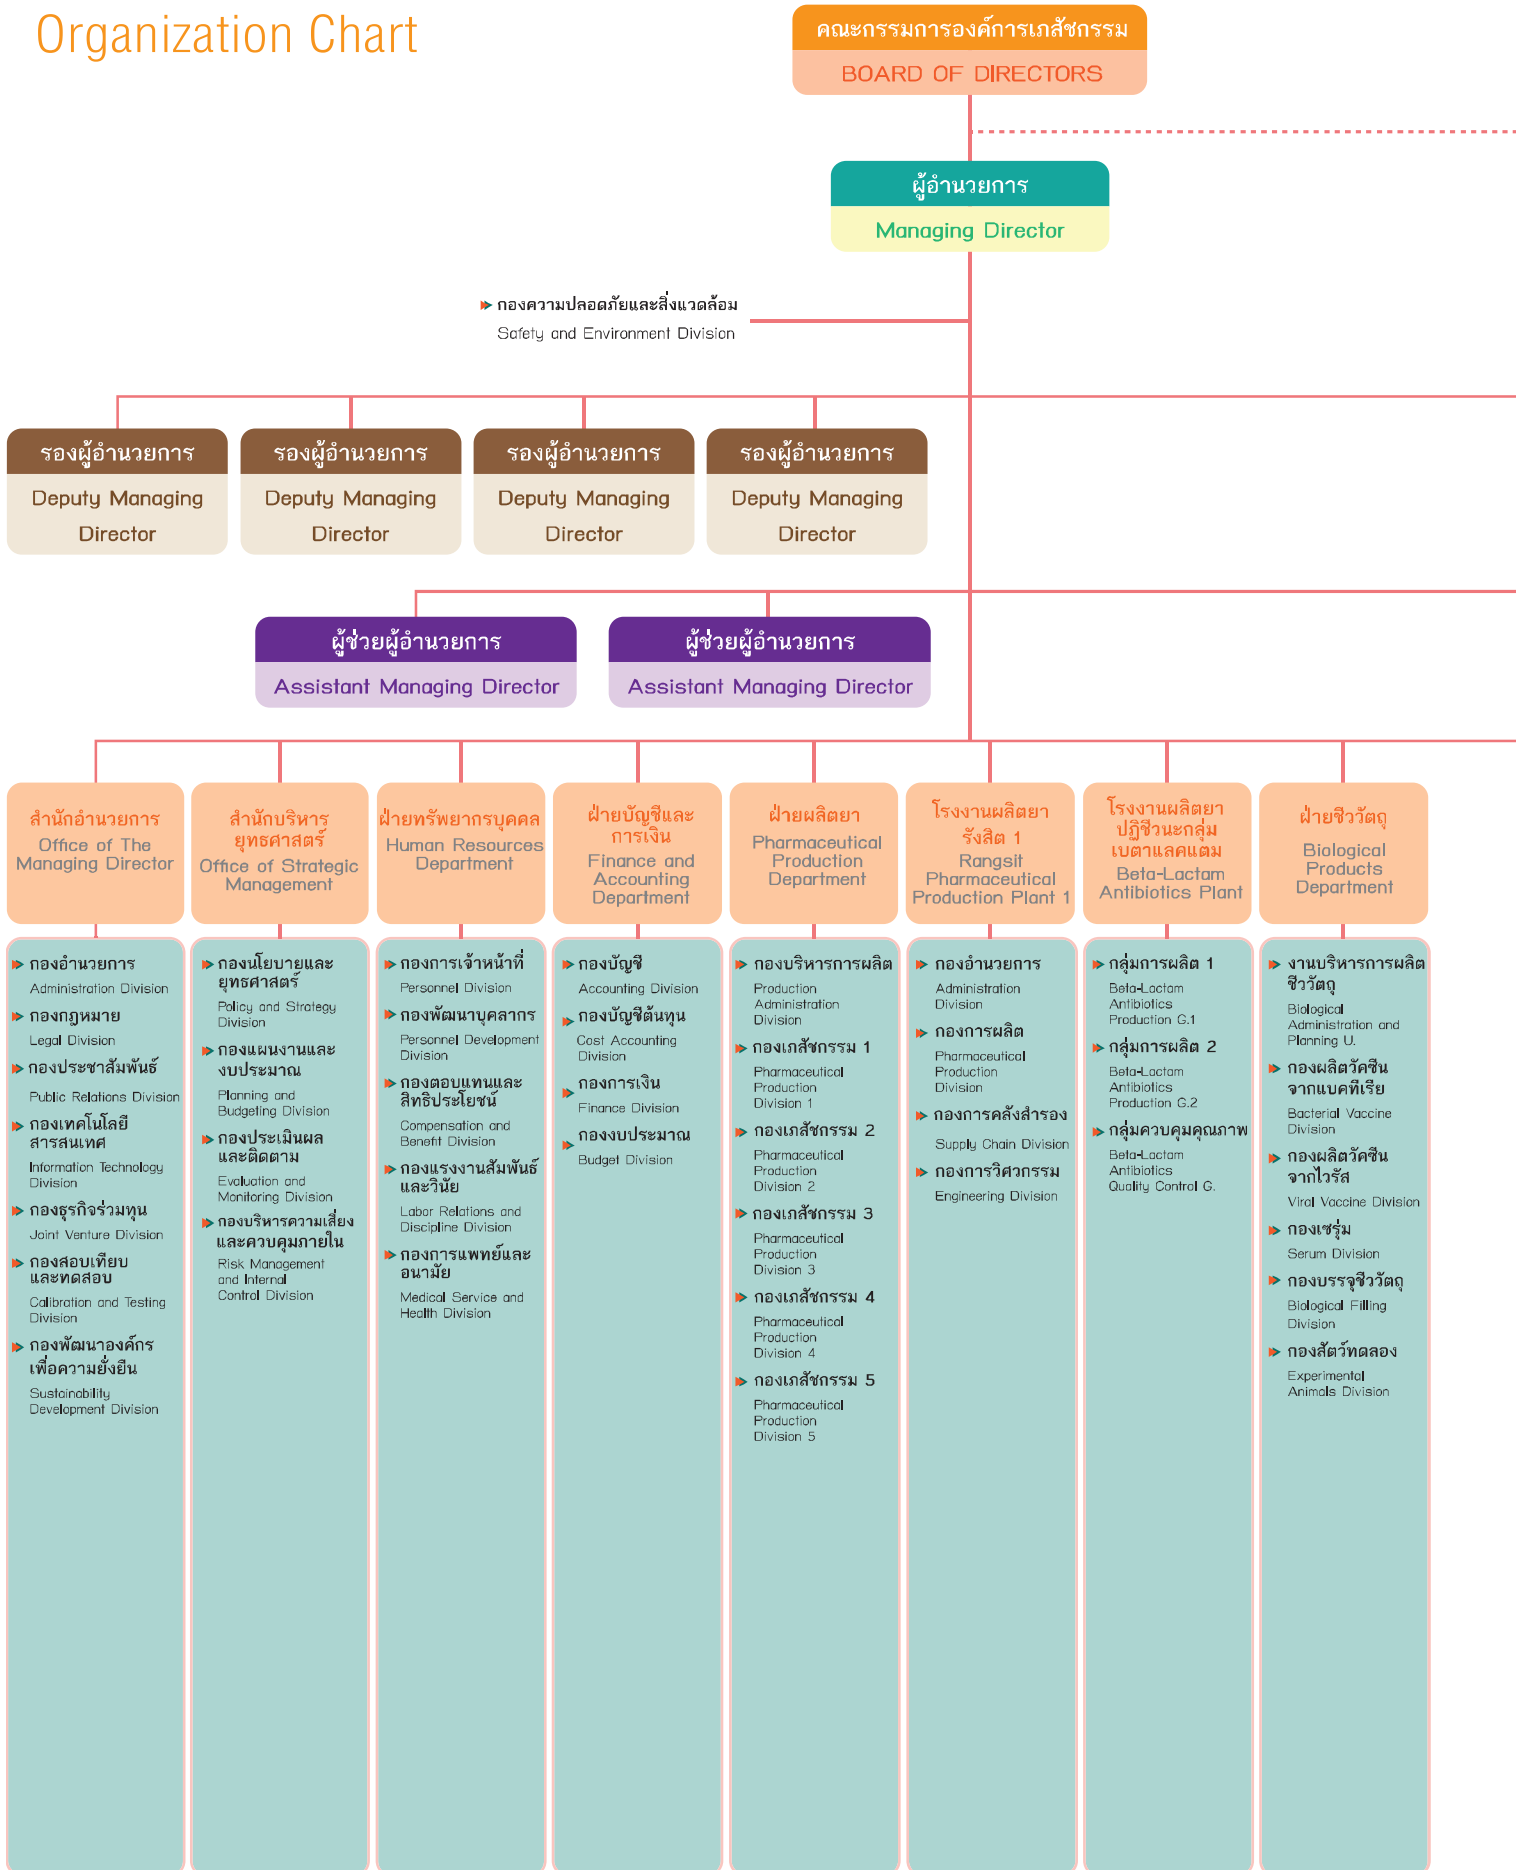 Organization Chart
คณะกรรมการองค์การเภสัชกรรม
BOARD OF DIRECTORS
ผู้อำนวยการ
Managing Director
กองความปลอดภัยและสิ่งแวดล้อม
Safety and Environment Division
รองผู้อำนวยการ
Deputy Managing
Director
รองผู้อำนวยการ
Deputy Managing
Director
รองผู้อำนวยการ
Deputy Managing
Director
รองผู้อำนวยการ
Deputy Managing
Director
ผู้ช่วยผู้อำนวยการ
Assistant Managing Director
ผู้ช่วยผู้อำนวยการ
Assistant Managing Director
สำนักอำนวยการ
Office of The
Managing Director
กองอำนวยการ
Administration Division
กองกฎหมาย
Legal Division
กองประชาสัมพันธ์
Public Relations Division
กองเทคโนโลยี
สารสนเทศ
Information Technology
Division
กองธุรกิจร่วมทุน
Joint Venture Division
กองสอบเทียบ
และทดสอบ
Calibration and Testing
Division
กองพัฒนาองค์กร
เพื่อความยั่งยืน
Sustainability
Development Division
สำนักบริหาร
ยุทธศาสตร์
Office of Strategic
Management
กองนโยบายและ
ยุทธศาสตร์
Policy and Strategy
Division
กองแผนงานและ
งบประมาณ
Planning and
Budgeting Division
กองประเมินผล
และติดตาม
Evaluation and
Monitoring Division
กองบริหารความเสี่ยง
และควบคุมภายใน
Risk Management
and Internal
Control Division
ฝ่ายทรัพยากรบุคคล
Human Resources
Department
กองการเจ้าหน้าที่
Personnel Division
กองพัฒนาบุคลากร
Personnel Development
Division
กองตอบแทนและ
สิทธิประโยชน์
Compensation and
Benefit Division
กองแรงงานสัมพันธ์
และวินัย
Labor Relations and
Discipline Division
กองการแพทย์และ
อนามัย
Medical Service and
Health Division
ฝ่ายบัญชีและ
การเงิน
Finance and
Accounting
Department
กองบัญชี
Accounting Division
กองบัญชีต้นทุน
Cost Accounting
Division
กองการเงิน
Finance Division
กองงบประมาณ
Budget Division
ฝ่ายผลิตยา
Pharmaceutical
Production
Department
กองบริหารการผลิต
Production
Administration
Division
กองเภสัชกรรม 1
Pharmaceutical
Production
Division 1
กองเภสัชกรรม 2
Pharmaceutical
Production
Division 2
กองเภสัชกรรม 3
Pharmaceutical
Production
Division 3
กองเภสัชกรรม 4
Pharmaceutical
Production
Division 4
กองเภสัชกรรม 5
Pharmaceutical
Production
Division 5
โรงงานผลิตยา
รังสิต 1
Rangsit
Pharmaceutical
Production Plant 1
กองอำนวยการ
Administration
Division
กองการผลิต
Pharmaceutical
Production
Division
กองการคลังสำรอง
Supply Chain Division
กองการวิศวกรรม
Engineering Division
โรงงานผลิตยา
ปฏิชีวนะกลุ่ม
เบตาแลคแตม
Beta-Lactam
Antibiotics Plant
กลุ่มการผลิต 1
Beta-Lactam
Antibiotics
Production G.1
กลุ่มการผลิต 2
Beta-Lactam
Antibiotics
Production G.2
กลุ่มควบคุมคุณภาพ
Beta-Lactam
Antibiotics
Quality Control G.
ฝ่ายชีววัตถุ
Biological
Products
Department
งานบริหารการผลิต
ชีววัตถุ
Biological
Administration and
Planning U.
กองผลิตวัคซีน
จากแบคทีเรีย
Bacterial Vaccine
Division
กองผลิตวัคซีน
จากไวรัส
Viral Vaccine Division
กองเซรุ่ม
Serum Division
กองบรรจุชีววัตถุ
Biological Filling
Division
กองสัตว์ทดลอง
Experimental
Animals Division